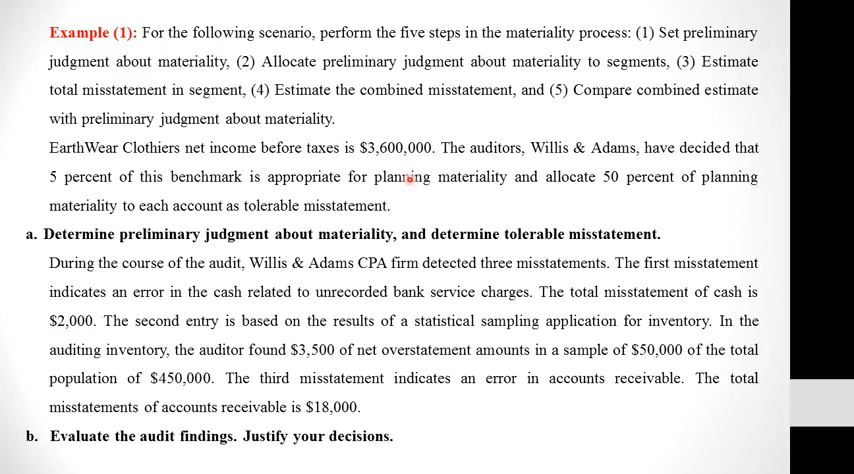 Example (1): For the following scenario, perform the five steps in the materiality process: (1) Set preliminary
judgment about materiality, (2) Allocate preliminary judgment about materiality to segments, (3) Estimate
total misstatement in segment, (4) Estimate the combined misstatement, and (5) Compare combined estimate
with preliminary judgment about materiality.
EarthWear Clothiers net income before taxes is $3,600,000. The auditors, Willis & Adams, have decided that
5 percent of this benchmark is appropriate for planning materiality and allocate 50 percent of planning
materiality to each account as tolerable misstatement.
a. Determine preliminary judgment about materiality, and determine tolerable misstatement.
During the course of the audit, Willis & Adams CPA firm detected three misstatements. The first misstatement
indicates an error in the cash related to unrecorded bank service charges. The total misstatement of cash is
$2,000. The second entry is based on the results of a statistical sampling application for inventory. In the
auditing inventory, the auditor found $3,500 of net overstatement amounts in a sample of $50,000 of the total
population of $450,000. The third misstatement indicates an error in accounts receivable. The total
misstatements of accounts receivable is $18,000.
b. Evaluate the audit findings. Justify your decisions.